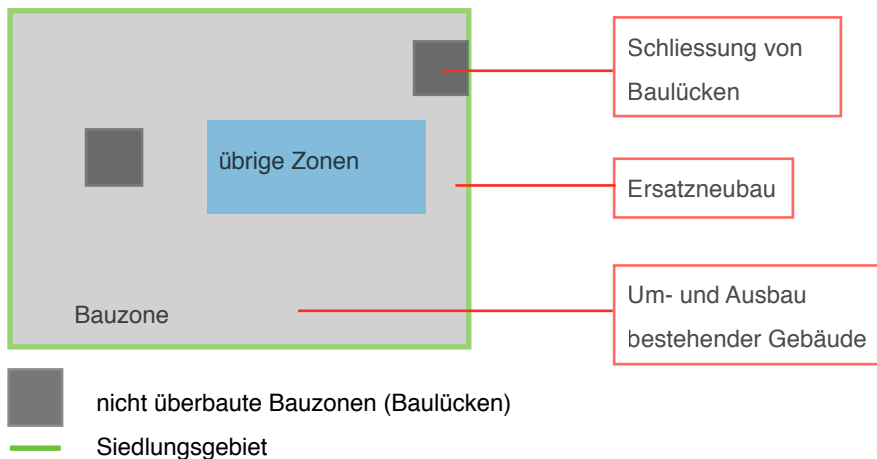 Schliessung von
Baulücken
übrige Zonen
Ersatzneubau
Um- und Ausbau
bestehender Gebäude
Bauzone
nicht überbaute Bauzonen (Baulücken)
Siedlungsgebiet